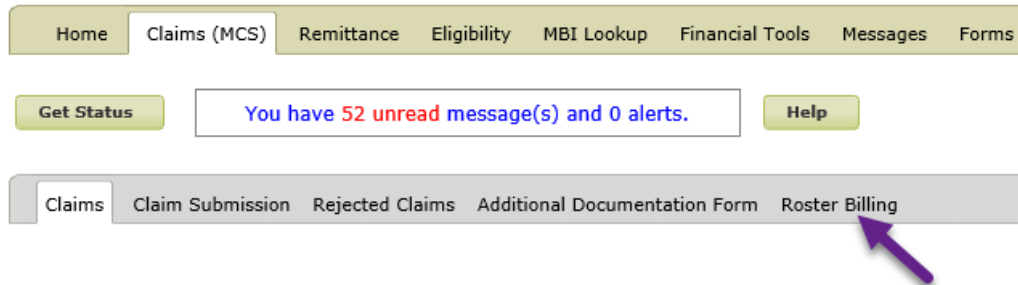 Home Claims (MCS) Remittance Eligibility MBI Lookup Financial Tools Messages Forms
Get Status You have 52 unread message(s) and 0 alerts. Help
Claims Claim Submission Rejected Claims Additional Documentation Form Roster Billing